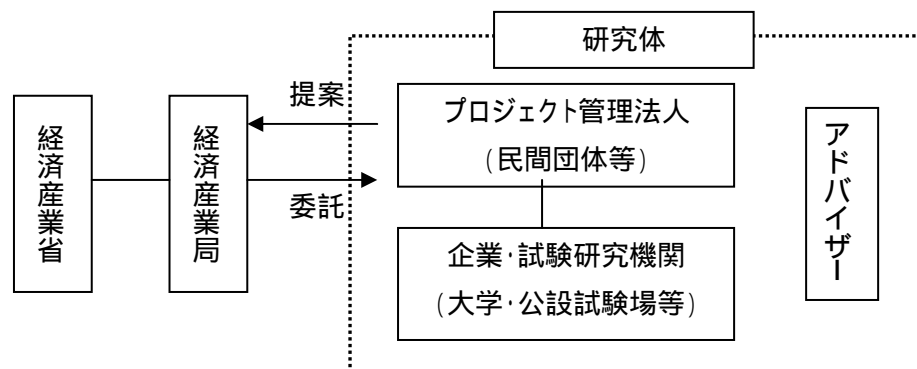 研究体
経済産業省
経済産業局
提案
委託
プロジェクト管理法人
(民間団体等)
企業・試験研究機関
(大学・公設試験場等)
アドバイザー